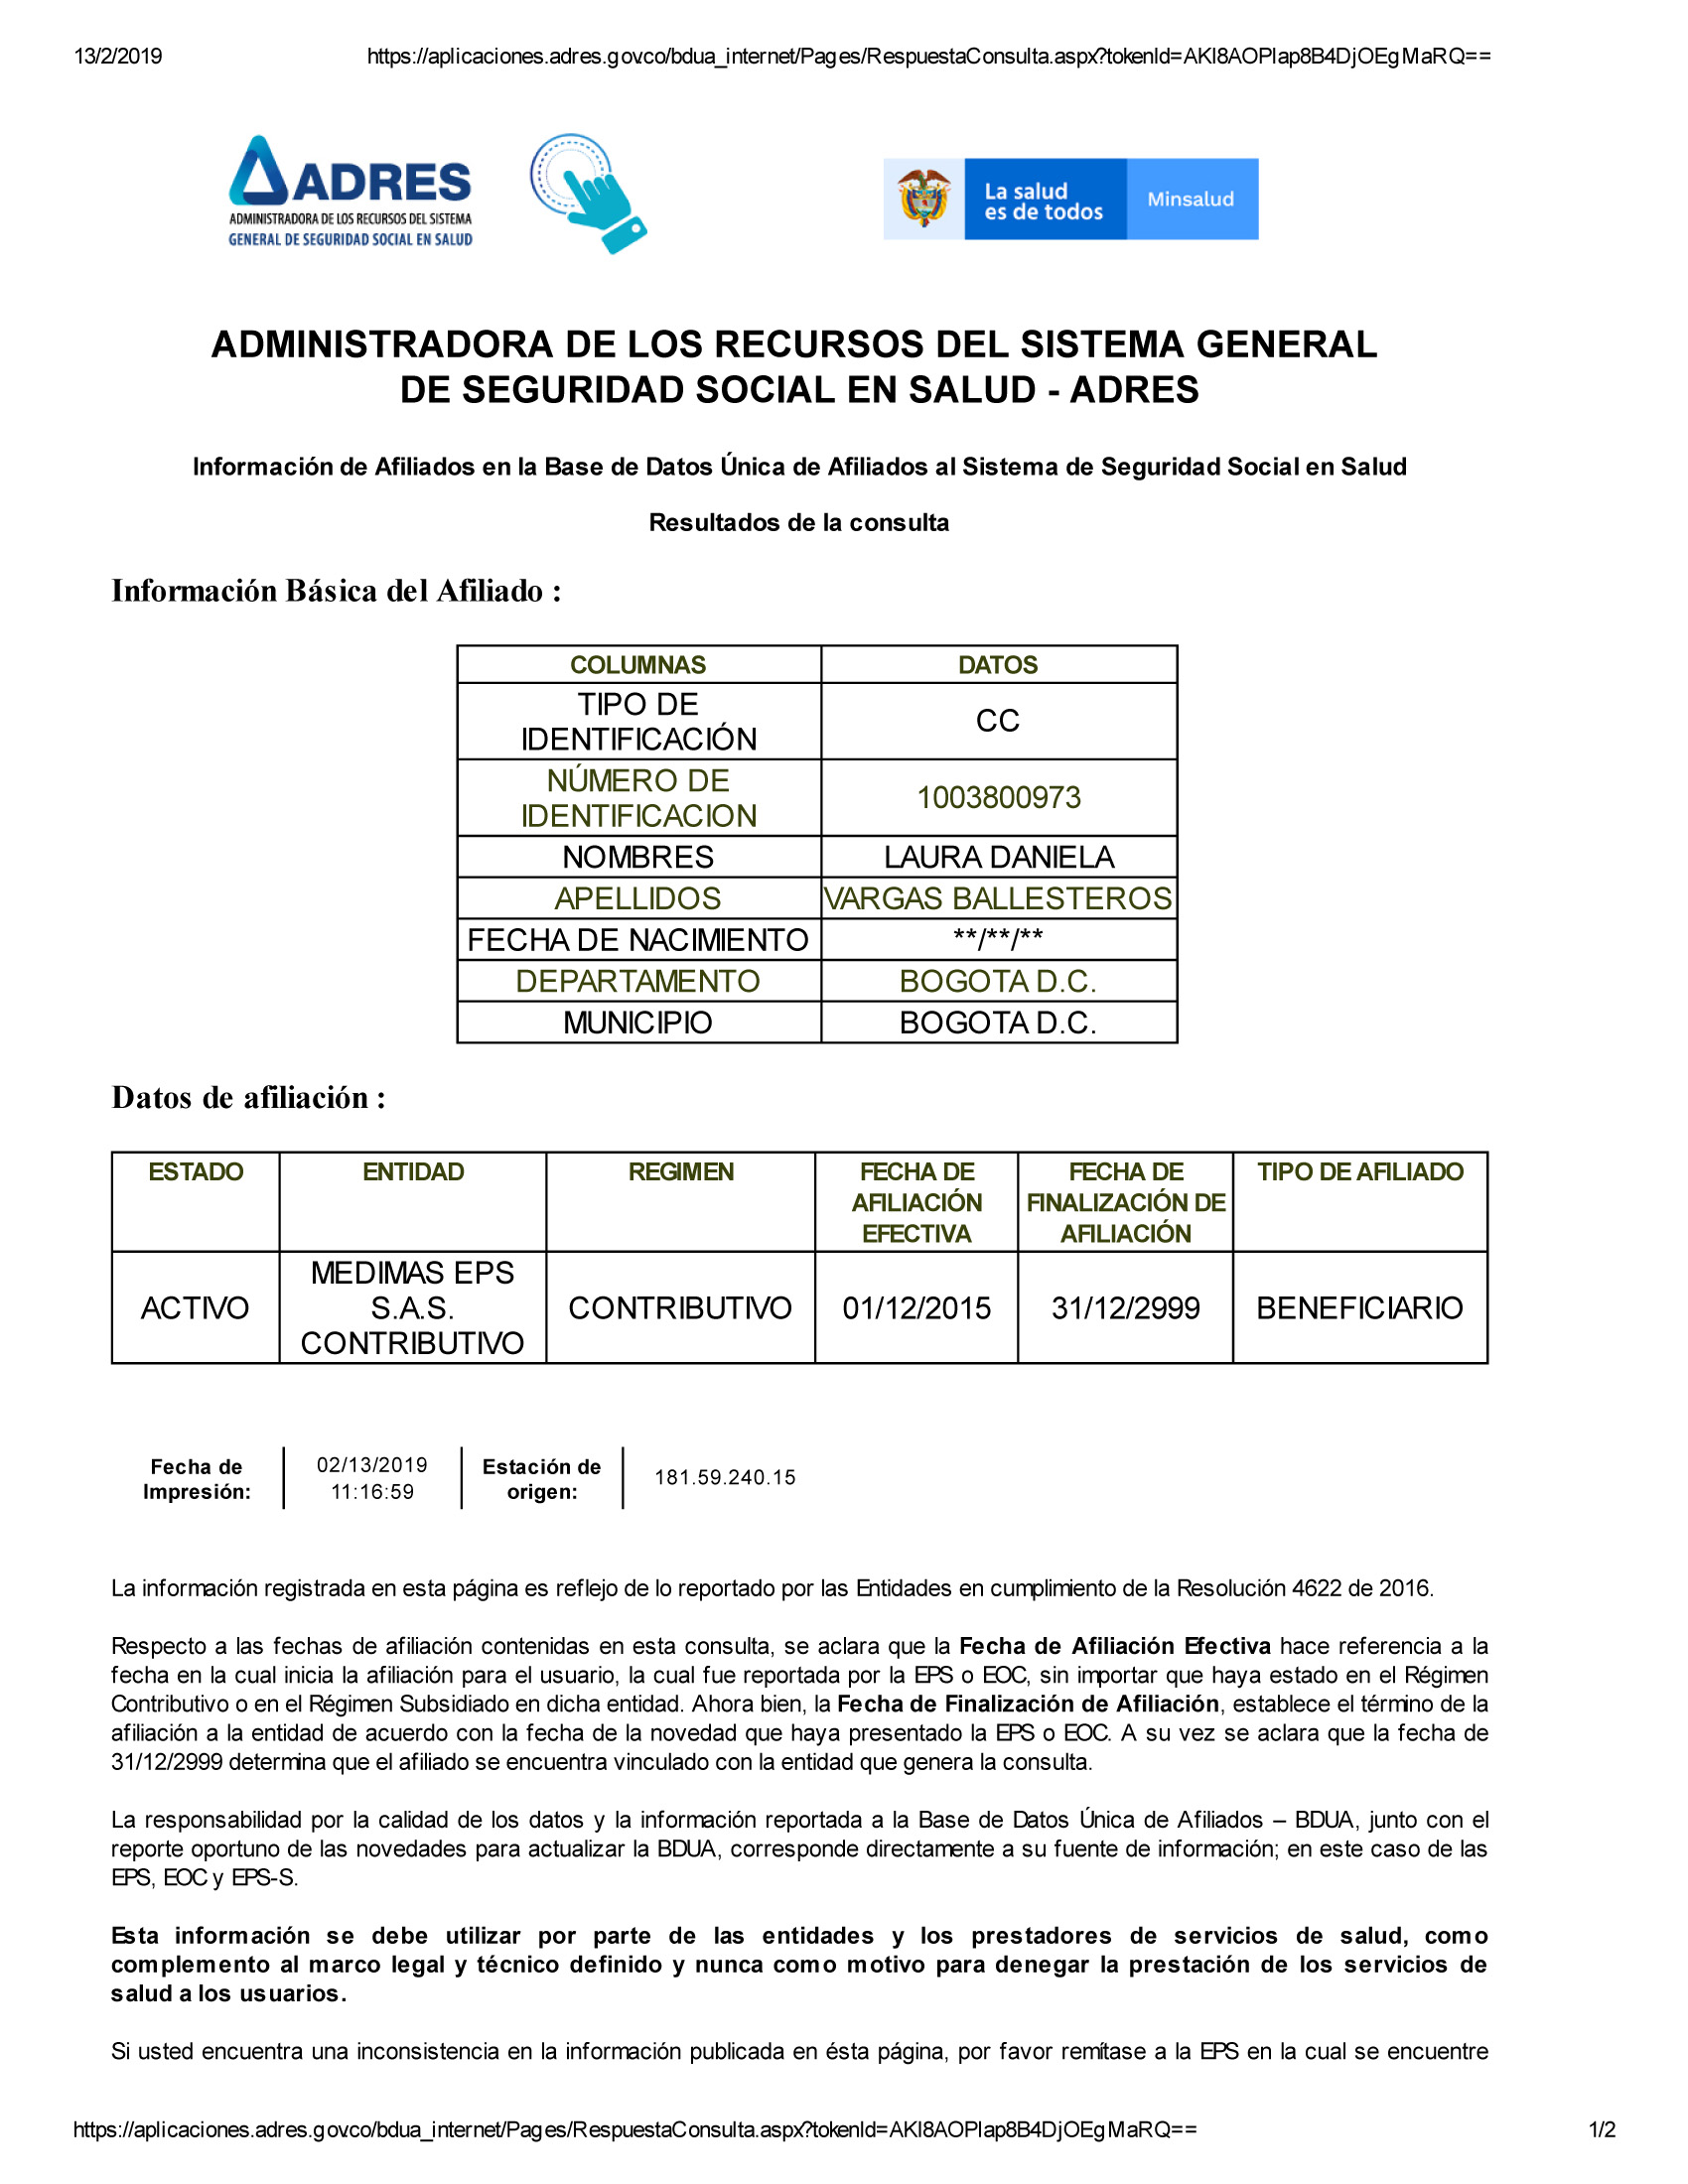 13/2/2019 https://aplicaciones.adres.gov.co/bdua_internet/Pages/RespuestaConsulta.aspx?tokenId=AKI8AOPlap8B4DjOEgMaRQ==
ADRES
ADMINISTRADORA DE LOS RECURSOS DEL SISTEMA
GENERAL DE SEGURIDAD SOCIAL EN SALUD
La salud
es de todos
Minsalud
ADMINISTRADORA DE LOS RECURSOS DEL SISTEMA GENERAL
DE SEGURIDAD SOCIAL EN SALUD - ADRES
Información de Afiliados en la Base de Datos Única de Afiliados al Sistema de Seguridad Social en Salud
Resultados de la consulta
Información Básica del Afiliado :
COLUMNAS DATOS
TIPO DE
IDENTIFICACIÓN CC
NÚMERO DE
IDENTIFICACION 1003800973
NOMBRES LAURA DANIELA
APELLIDOS VARGAS BALLESTEROS
FECHA DE NACIMIENTO **/**/**
DEPARTAMENTO BOGOTA D.C.
MUNICIPIO BOGOTA D.C.
Datos de afiliación :
ESTADO ENTIDAD REGIMEN FECHA DE AFILIACIÓN EFECTIVA FECHA DE FINALIZACIÓN DE AFILIACIÓN TIPO DE AFILIADO
ACTIVO MEDIMAS EPS S.A.S. CONTRIBUTIVO CONTRIBUTIVO 01/12/2015 31/12/2999 BENEFICIARIO
Fecha de Impresión: 02/13/2019 11:16:59 Estación de origen: 181.59.240.15
La información registrada en esta página es reflejo de lo reportado por las Entidades en cumplimiento de la Resolución 4622 de 2016.
Respecto a las fechas de afiliación contenidas en esta consulta, se aclara que la Fecha de Afiliación Efectiva hace referencia a la
fecha en la cual inicia la afiliación para el usuario, la cual fue reportada por la EPS o EOC, sin importar que haya estado en el Régimen
Contributivo o en el Régimen Subsidiado en dicha entidad. Ahora bien, la Fecha de Finalización de Afiliación, establece el término de la
afiliación a la entidad de acuerdo con la fecha de la novedad que haya presentado la EPS o EOC. A su vez se aclara que la fecha de
31/12/2999 determina que el afiliado se encuentra vinculado con la entidad que genera la consulta.
La responsabilidad por la calidad de los datos y la información reportada a la Base de Datos Única de Afiliados – BDUA, junto con el
reporte oportuno de las novedades para actualizar la BDUA, corresponde directamente a su fuente de información; en este caso de las
EPS, EOC y EPS-S.
Esta información se debe utilizar por parte de las entidades y los prestadores de servicios de salud, como
complemento al marco legal y técnico definido y nunca como motivo para denegar la prestación de los servicios de
salud a los usuarios.
Si usted encuentra una inconsistencia en la información publicada en ésta página, por favor remítase a la EPS en la cual se encuentre
https://aplicaciones.adres.gov.co/bdua_internet/Pages/RespuestaConsulta.aspx?tokenId=AKI8AOPlap8B4DjOEgMaRQ== 1/2